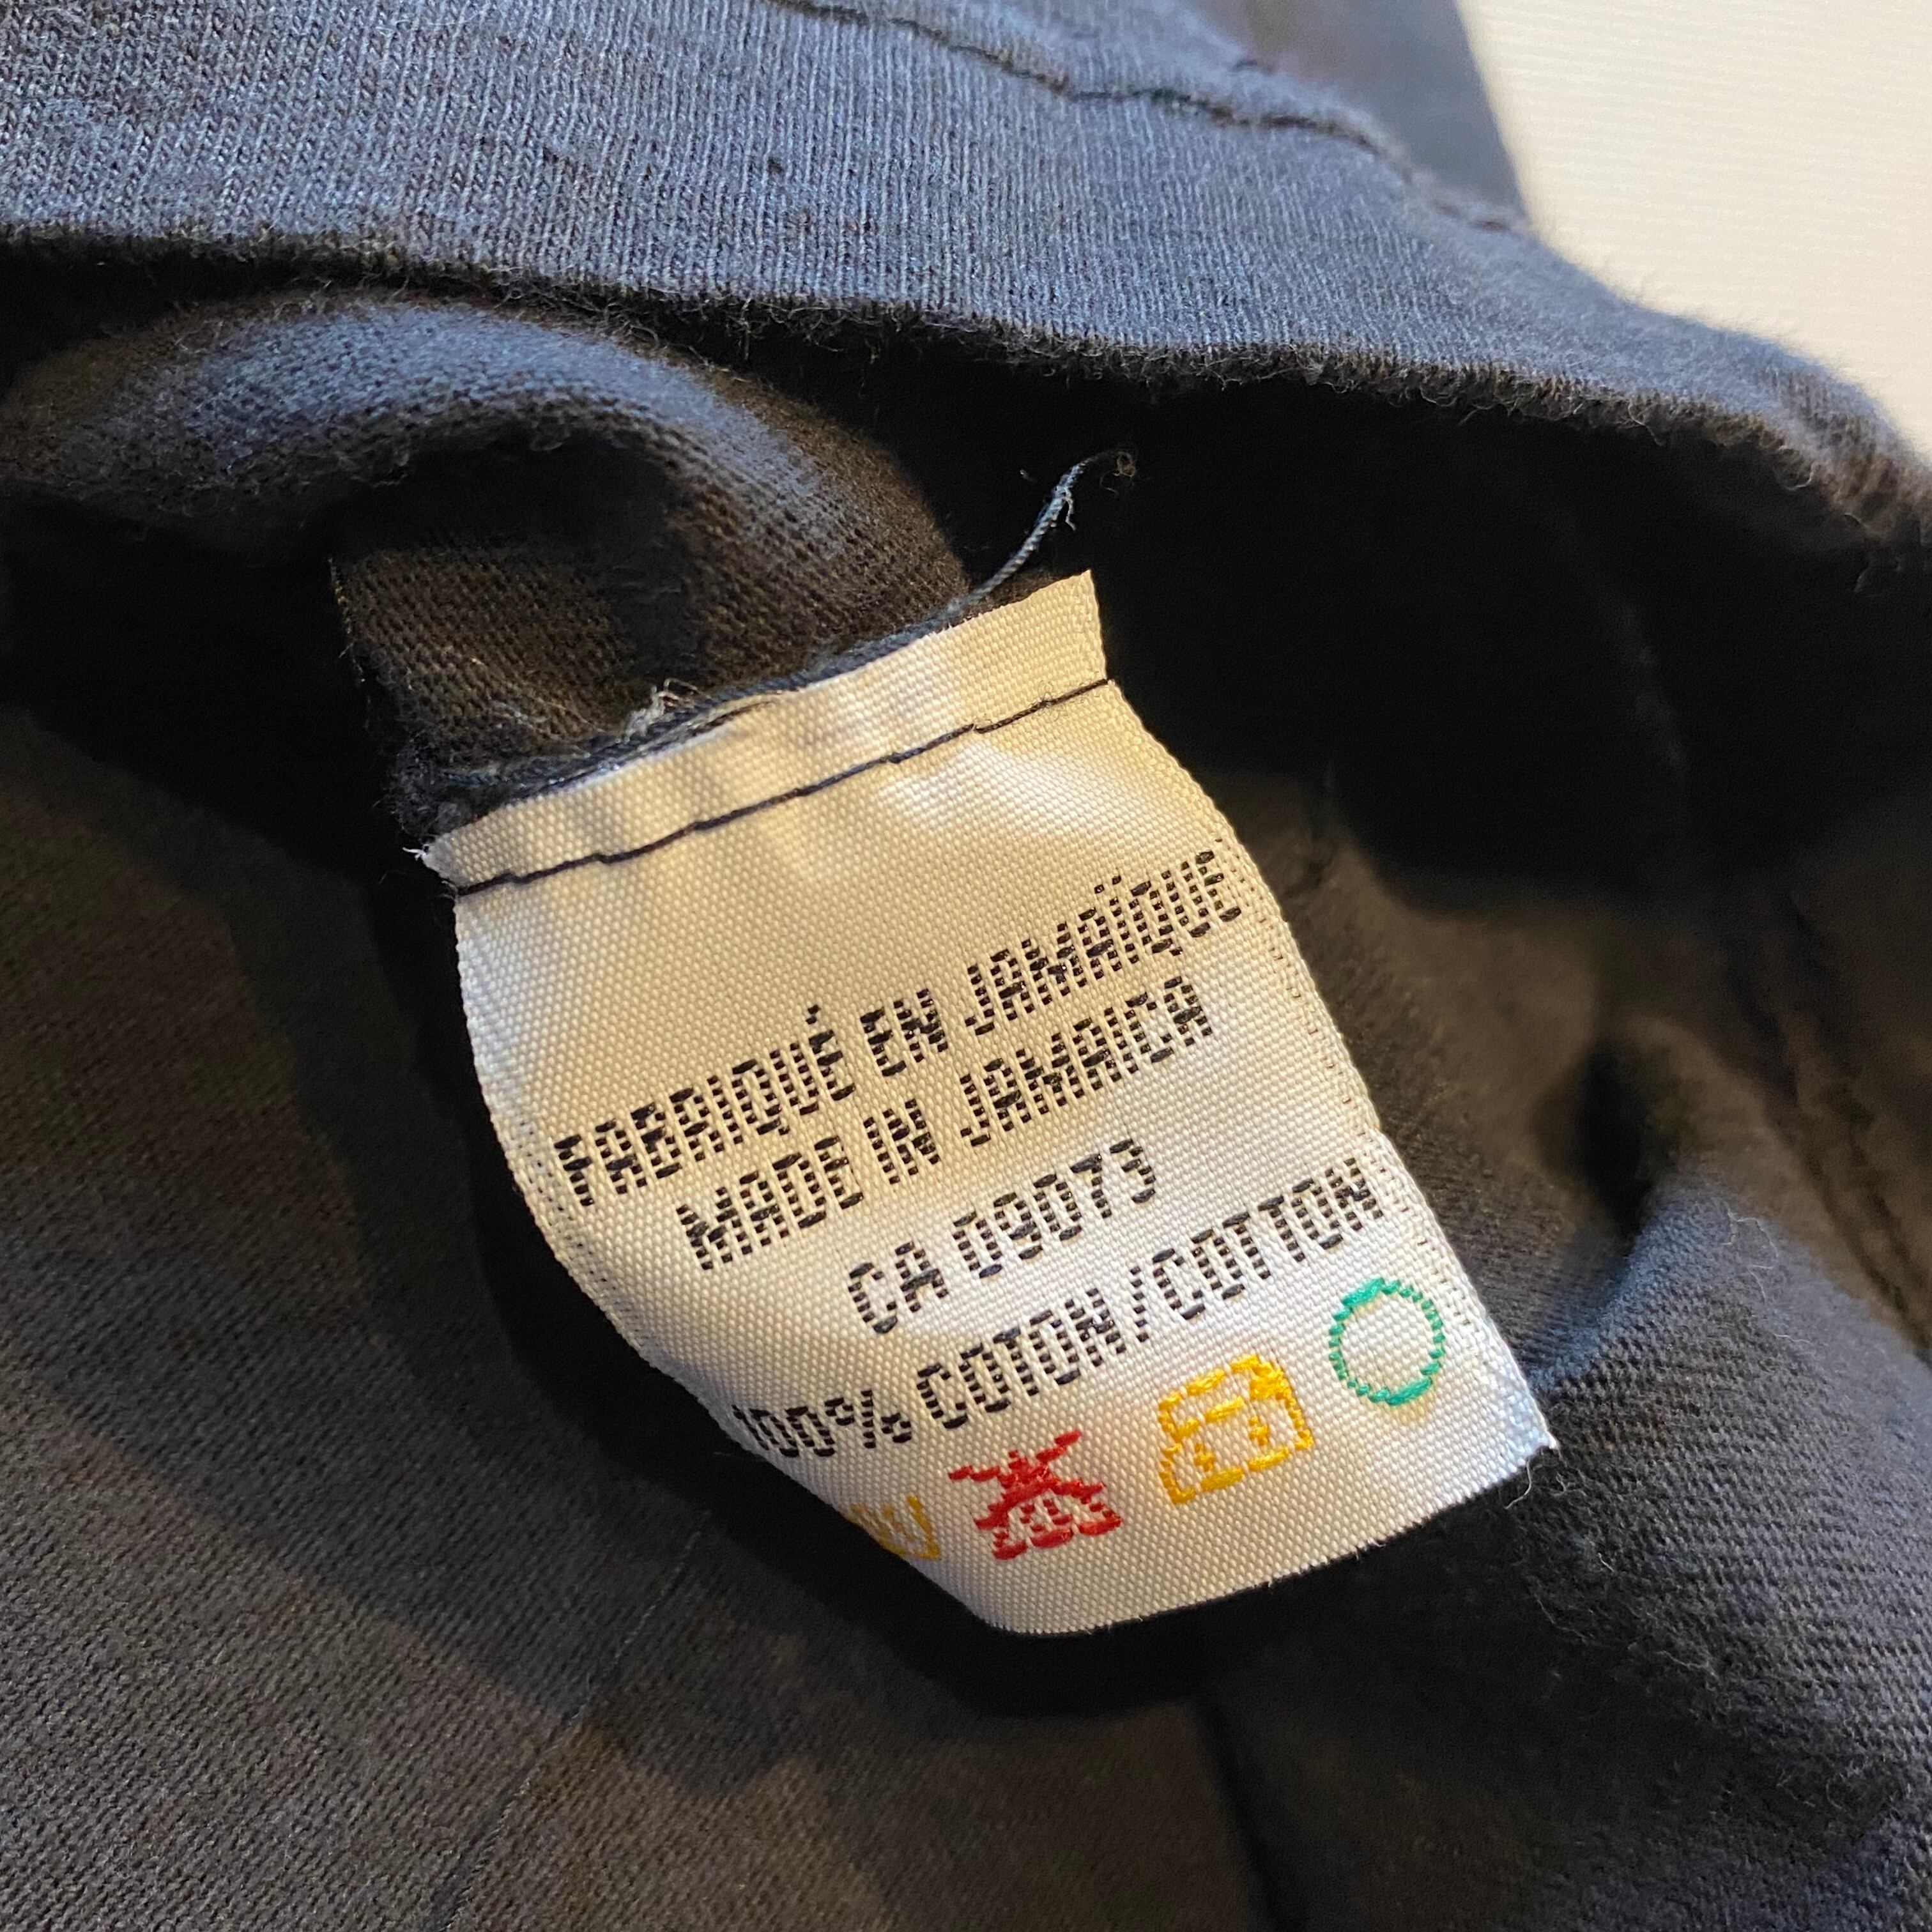 FABRIQUÉ EN JAMAÏQUE
MADE IN JAMAICA
CA 09073
100% COTON/COTTON